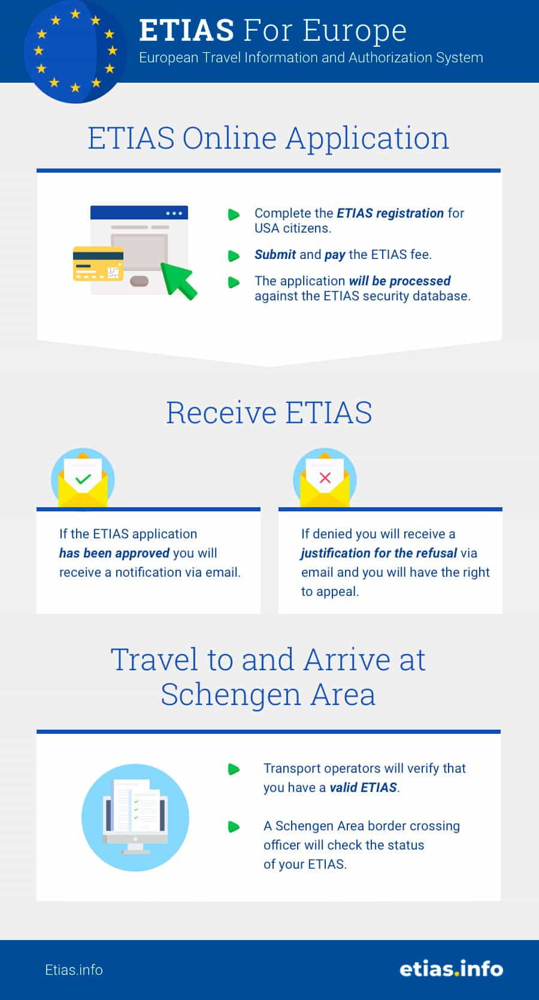 ETIAS For Europe
European Travel Information and Authorization System
ETIAS Online Application
Complete the ETIAS registration for
USA citizens.
Submit and pay the ETIAS fee.
The application will be processed
against the ETIAS security database.
Receive ETIAS
If the ETIAS application
has been approved you will
receive a notification via email.
If denied you will receive a
justification for the refusal via
email and you will have the right
to appeal.
Travel to and Arrive at
Schengen Area
Transport operators will verify that
you have a valid ETIAS.
A Schengen Area border crossing
officer will check the status
of your ETIAS.
Etias.info
etias.info